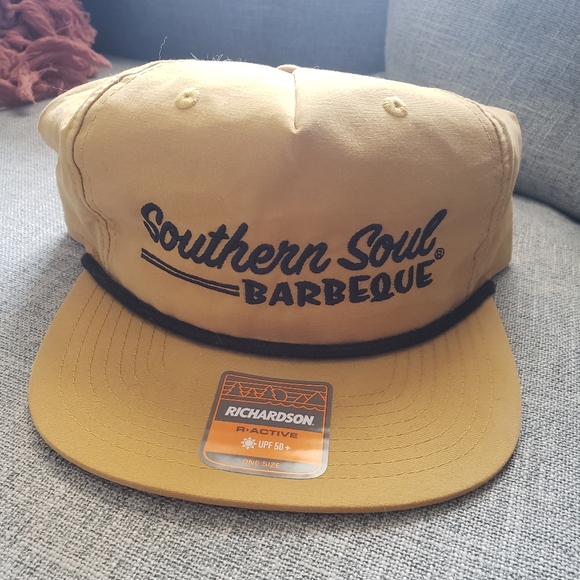 Southern Soul
BARBEQUE®
RICHARDSON
R·ACTIVE
UPF 50+
ONE SIZE